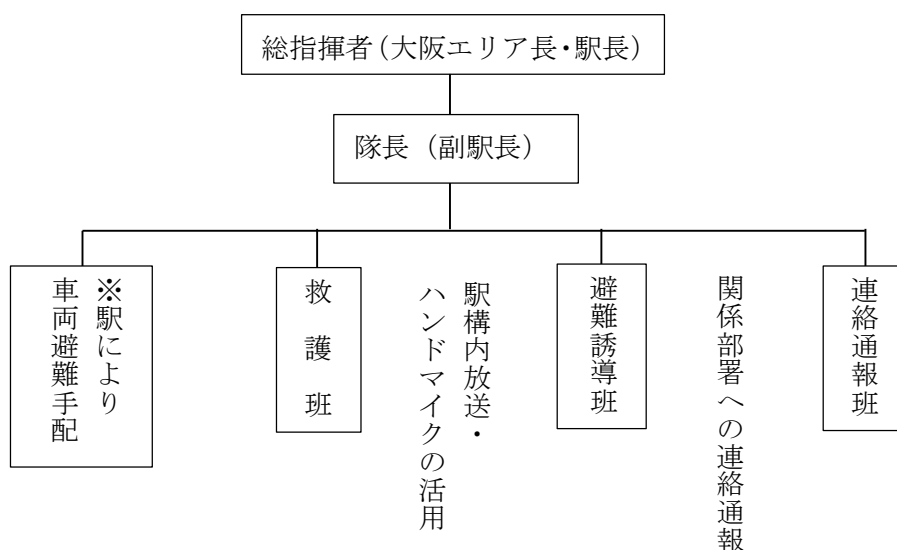 総指揮者(大阪エリア長・駅長)
隊長（副駅長）
連絡通報班
関係部署への連絡通報
避難誘導班
駅構内放送・
ハンドマイクの活用
救護班
※駅により
車両避難手配